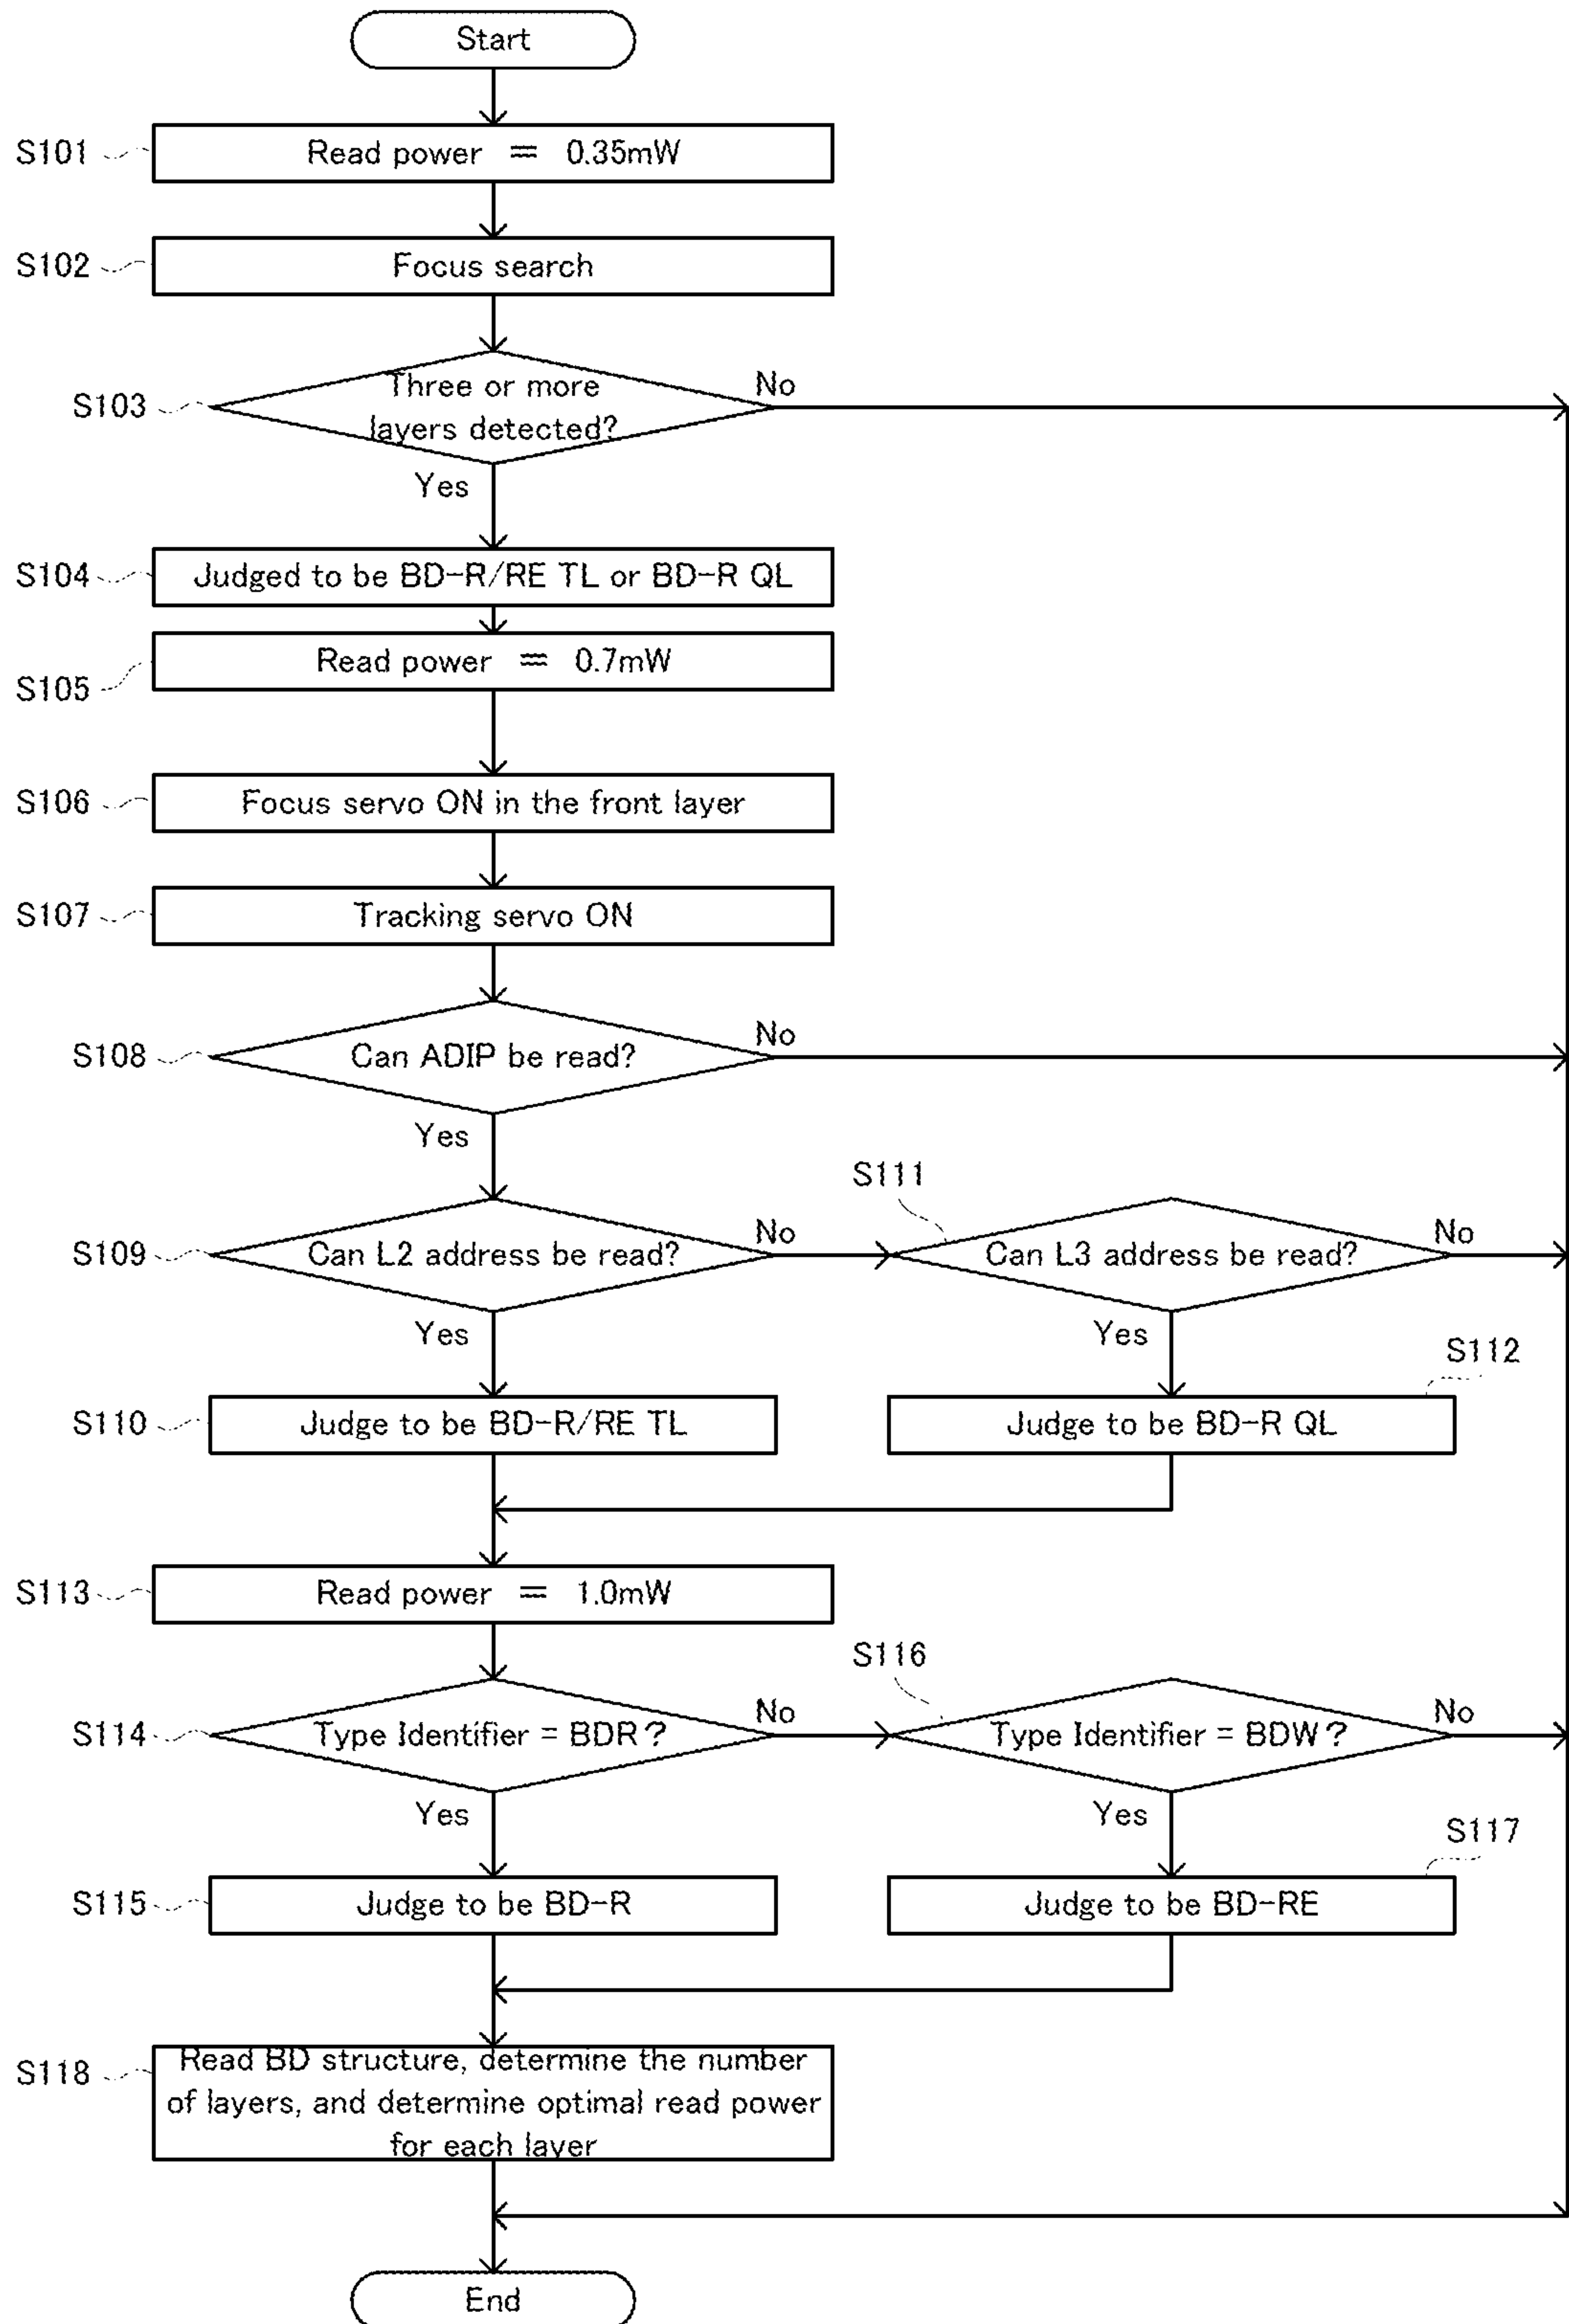 Start
S101
Read power = 0.35mW
S102
Focus search
S103
Three or more
layers detected?
No
Yes
S104
Judged to be BD-R/RE TL or BD-R QL
S105
Read power = 0.7mW
S106
Focus servo ON in the front layer
S107
Tracking servo ON
S108
Can ADIP be read?
No
Yes
S109
Can L2 address be read?
No
Yes
S111
Can L3 address be read?
No
Yes
S110
Judge to be BD-R/RE TL
S112
Judge to be BD-R QL
S113
Read power = 1.0mW
S114
Type Identifier = BDR?
No
Yes
S116
Type Identifier = BDW?
No
Yes
S115
Judge to be BD-R
S117
Judge to be BD-RE
S118
Read BD structure, determine the number
of layers, and determine optimal read power
for each layer
End